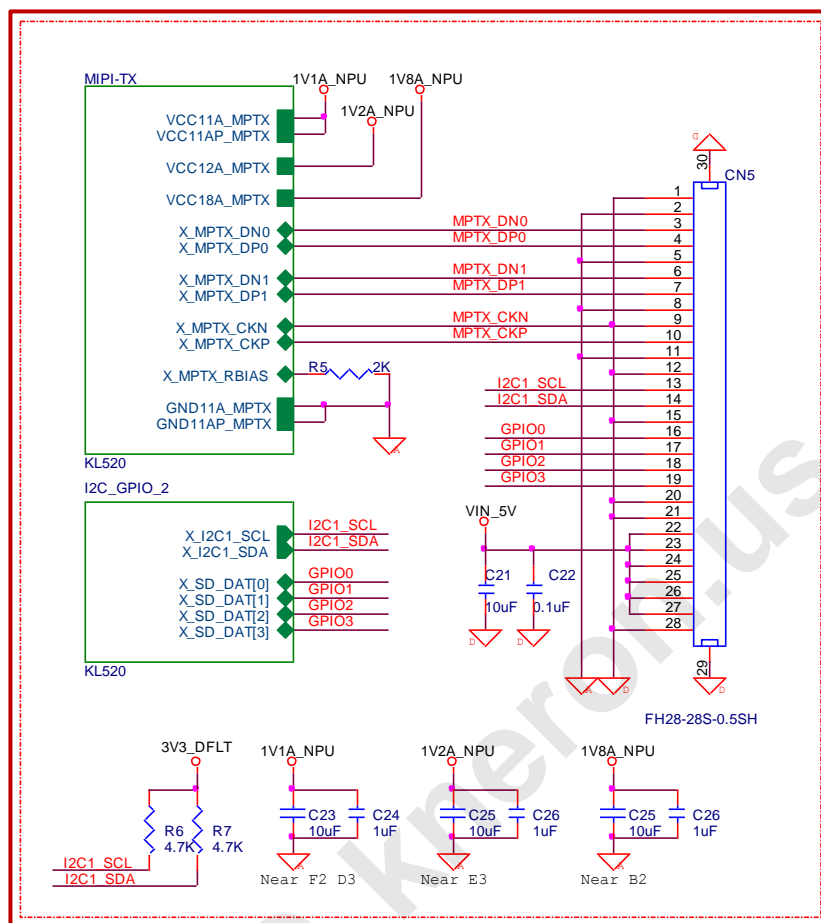 MIPI-TX
1V1A_NPU
1V8A_NPU
1V2A_NPU
VCC11A_MPTX
VCC11AP_MPTX
VCC12A_MPTX
VCC18A_MPTX
X_MPTX_DN0
X_MPTX_DP0
X_MPTX_DN1
X_MPTX_DP1
X_MPTX_CKN
X_MPTX_CKP
X_MPTX_RBIAS
R5
2K
GND11A_MPTX
GND11AP_MPTX
A
KL520
MPTX_DN0
MPTX_DP0
MPTX_DN1
MPTX_DP1
MPTX_CKN
MPTX_CKP
I2C1_SCL
I2C1_SDA
GPIO0
GPIO1
GPIO2
GPIO3
D
30
CN5
1
2
3
4
5
6
7
8
9
10
11
12
13
14
15
16
17
18
19
20
21
22
23
24
25
26
27
28
29
D
FH28-28S-0.5SH
VIN_5V
C21
10uF
C22
0.1uF
D
D
A
D
I2C_GPIO_2
X_I2C1_SCL
X_I2C1_SDA
X_SD_DAT[0]
X_SD_DAT[1]
X_SD_DAT[2]
X_SD_DAT[3]
I2C1_SCL
I2C1_SDA
GPIO0
GPIO1
GPIO2
GPIO3
KL520
3V3_DFLT
R6
4.7K
R7
4.7K
I2C1_SCL
I2C1_SDA
1V1A_NPU
C23
10uF
C24
1uF
A
Near F2 D3
1V2A_NPU
C25
10uF
C26
1uF
A
Near E3
1V8A_NPU
C25
10uF
C26
1uF
A
Near B2
kneron.us